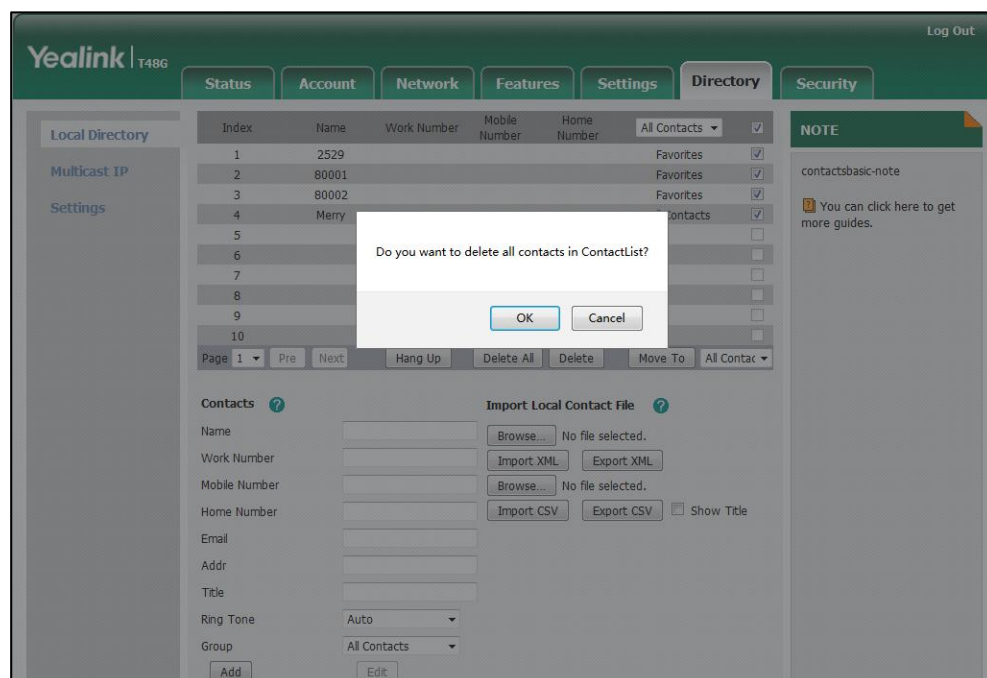 Log Out
Yealink T48G
Status Account Network Features Settings Directory Security
Local Directory
Multicast IP
Settings
Index Name Work Number Mobile Number Home Number All Contacts
1 2529 Favorites
2 80001 Favorites
3 80002 Favorites
4 Merry Contacts
5
6
7
8
9
10
Do you want to delete all contacts in ContactList?
OK Cancel
Page 1 Pre Next Hang Up Delete All Delete Move To All Contac
NOTE
contactsbasic-note
You can click here to get
more guides.
Contacts
Name
Work Number
Mobile Number
Home Number
Email
Addr
Title
Ring Tone Auto
Group All Contacts
Add Edit
Import Local Contact File
Browse... No file selected.
Import XML Export XML
Browse... No file selected.
Import CSV Export CSV Show Title